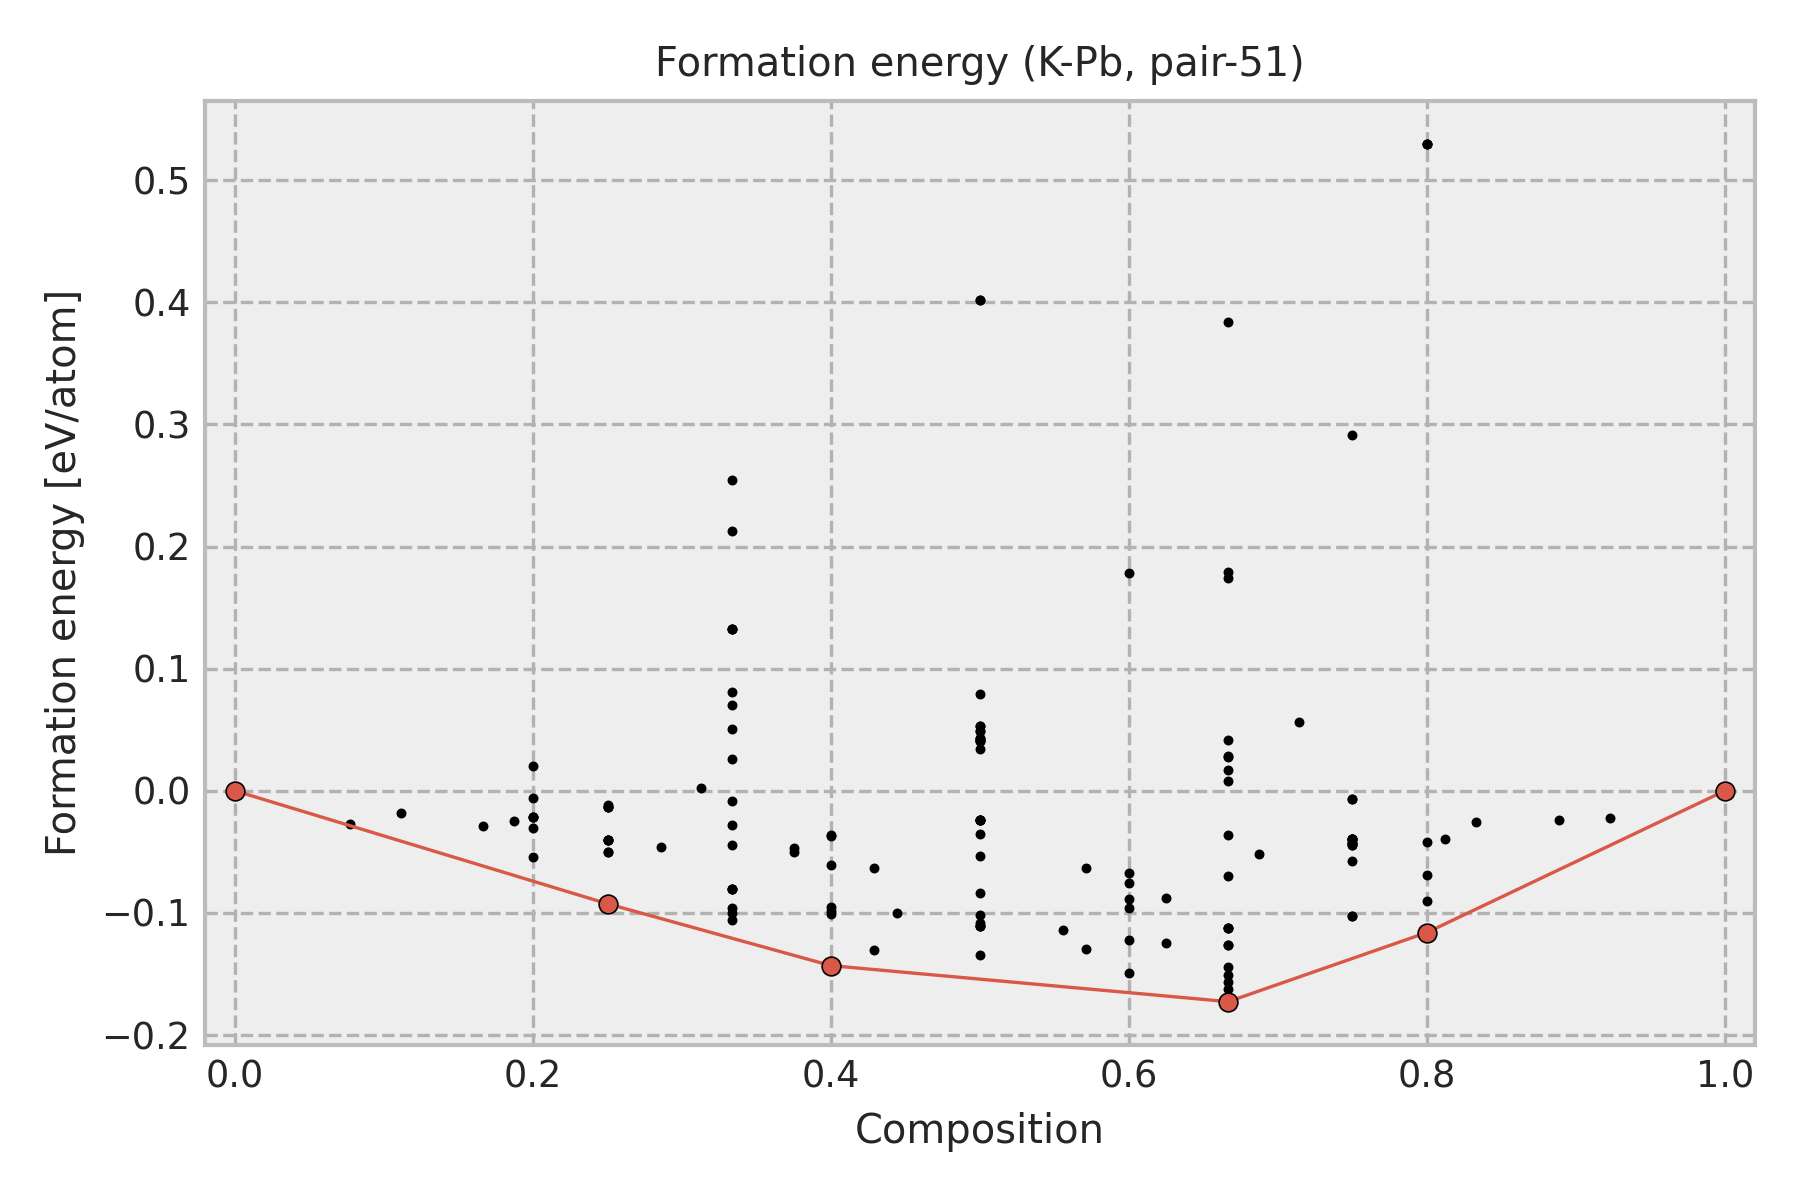 Formation energy (K-Pb, pair-51)
Formation energy [eV/atom]
0.5
0.4
0.3
0.2
0.1
0.0
−0.1
−0.2
0.0 0.2 0.4 0.6 0.8 1.0
Composition